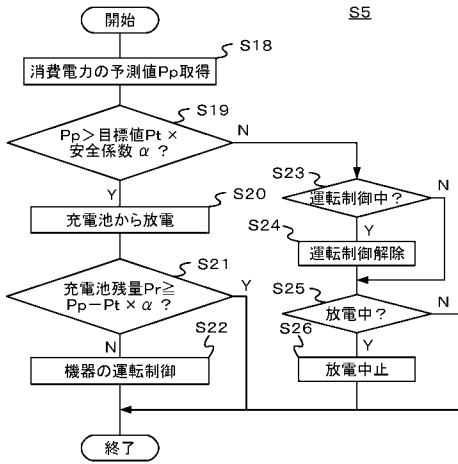 開始
S5
S18
消費電力の予測値Pp取得
S19
Pp>目標値Pt×
安全係数 α ?
N
Y
S20
充電池から放電
S21
充電池残量Pr≧
Pp-Pt×α?
Y
N
S22
機器の運転制御
終了
S23
運転制御中?
N
Y
S24
運転制御解除
S25
放電中?
N
Y
S26
放電中止